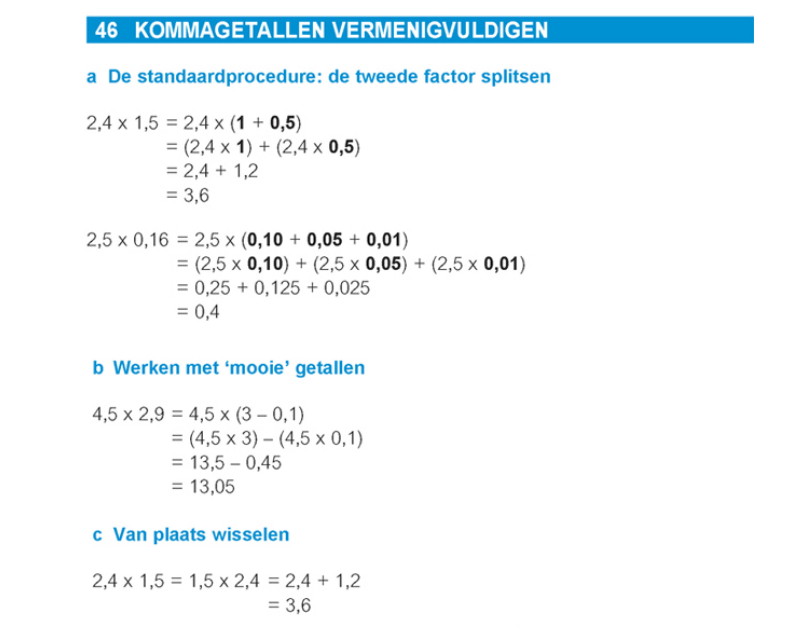 46 KOMMAGETALLEN VERMENIGVULDIGEN
a De standaardprocedure: de tweede factor splitsen
2,4 x 1,5 = 2,4 x (1 + 0,5)
= (2,4 x 1) + (2,4 x 0,5)
= 2,4 + 1,2
= 3,6
2,5 x 0,16 = 2,5 x (0,10 + 0,05 + 0,01)
= (2,5 x 0,10) + (2,5 x 0,05) + (2,5 x 0,01)
= 0,25 + 0,125 + 0,025
= 0,4
b Werken met ‘mooie’ getallen
4,5 x 2,9 = 4,5 x (3 – 0,1)
= (4,5 x 3) – (4,5 x 0,1)
= 13,5 – 0,45
= 13,05
c Van plaats wisselen
2,4 x 1,5 = 1,5 x 2,4 = 2,4 + 1,2
= 3,6